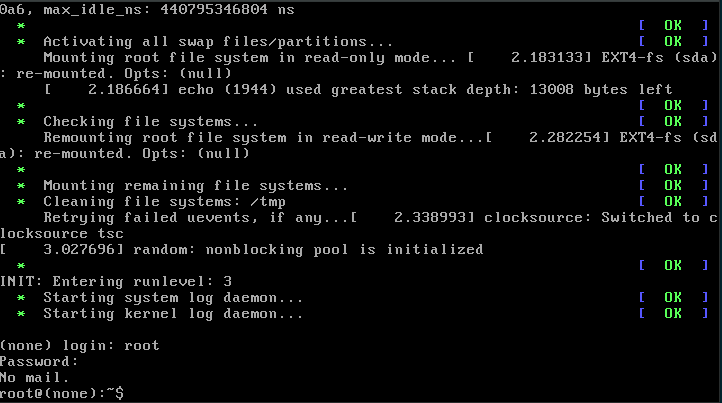 0a6, max_idle_ns: 440795346804 ns
* [ OK ]
* Activating all swap files/partitions... [ OK ]
Mounting root file system in read-only mode... [ 2.183133] EXT4-fs (sda)
: re-mounted. Opts: (null)
[ 2.186664] echo (1944) used greatest stack depth: 13008 bytes left
* [ OK ]
* Checking file systems... [ OK ]
Remounting root file system in read-write mode...[ 2.282254] EXT4-fs (sd
a): re-mounted. Opts: (null)
* [ OK ]
* Mounting remaining file systems... [ OK ]
* Cleaning file systems: /tmp [ OK ]
Retrying failed uevents, if any...[ 2.338993] clocksource: Switched to c
locksource tsc
[ 3.027696] random: nonblocking pool is initialized
* [ OK ]
INIT: Entering runlevel: 3
* Starting system log daemon... [ OK ]
* Starting kernel log daemon... [ OK ]
(none) login: root
Password:
No mail.
root@(none):~$